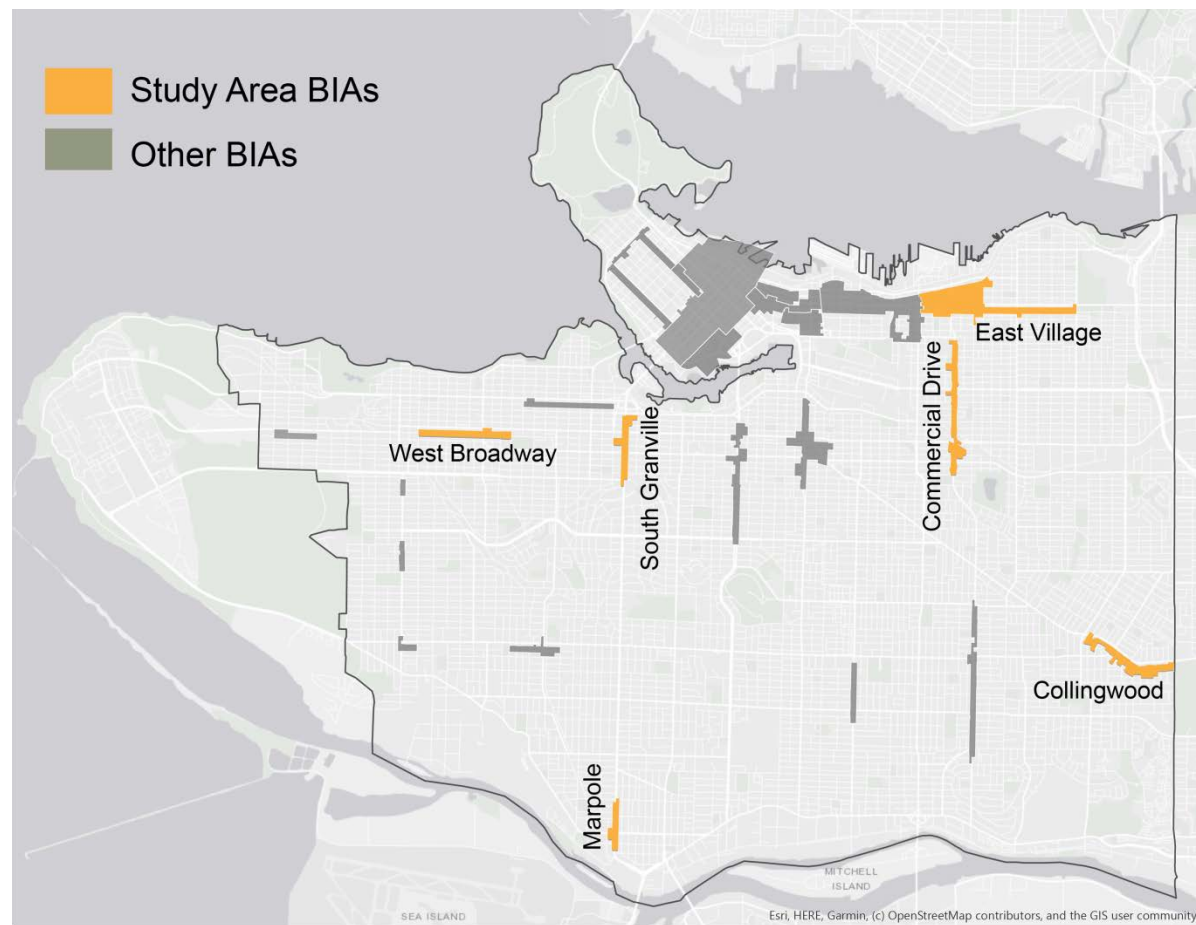 Study Area BIAs
Other BIAs
East Village
Commercial Drive
South Granville
West Broadway
Collingwood
Marpole
MITCHELL
ISLAND
SEA ISLAND
Esri, HERE, Garmin, (c) OpenStreetMap contributors, and the GIS user community